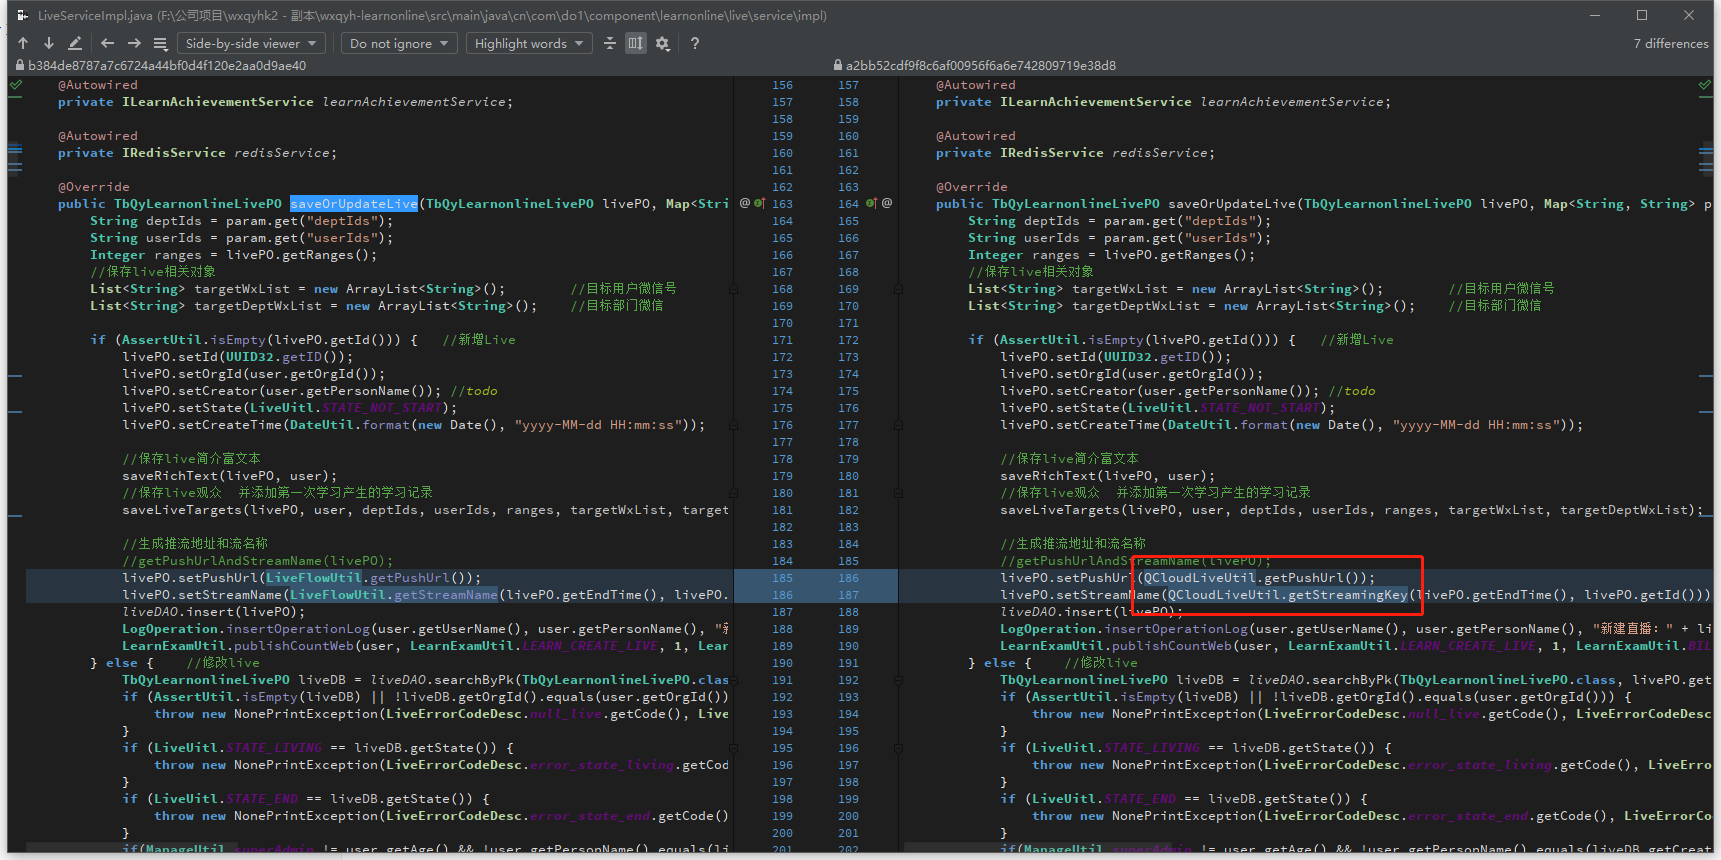 LiveServiceImpl.java (F:\公司项目\wxqyhk2 - 副本\wxqyh-learnonline\src\main\java\cn\com\do1\component\learnonline\live\service\impl)
Side-by-side viewer Do not ignore Highlight words ? 7 differences
b384de8787a7c6724a44bf0d4f120e2aa0d9ae40 a2bb52cdf9f8c6af00956f6a6e742809719e38d8
@Autowired 156 157 @Autowired
private ILearnAchievementService learnAchievementService; 157 158 private ILearnAchievementService learnAchievementService;
158 159
@Autowired 159 160 @Autowired
private IRedisService redisService; 160 161 private IRedisService redisService;
161 162
@Override 162 163 @Override
public TbQyLearnonlineLivePO saveOrUpdateLive(TbQyLearnonlineLivePO livePO, Map<Stri @ 163 164 @ public TbQyLearnonlineLivePO saveOrUpdateLive(TbQyLearnonlineLivePO livePO, Map<String, String> p
String deptIds = param.get("deptIds"); 164 165 String deptIds = param.get("deptIds");
String userIds = param.get("userIds"); 165 166 String userIds = param.get("userIds");
Integer ranges = livePO.getRanges(); 166 167 Integer ranges = livePO.getRanges();
//保存live相关对象 167 168 //保存live相关对象
List<String> targetWxList = new ArrayList<String>(); //目标用户微信号 168 169 List<String> targetWxList = new ArrayList<String>(); //目标用户微信号
List<String> targetDeptWxList = new ArrayList<String>(); //目标部门微信 169 170 List<String> targetDeptWxList = new ArrayList<String>(); //目标部门微信
170 171
if (AssertUtil.isEmpty(livePO.getId())) { //新增Live 171 172 if (AssertUtil.isEmpty(livePO.getId())) { //新增Live
livePO.setId(UUID32.getID()); 172 173 livePO.setId(UUID32.getID());
livePO.setOrgId(user.getOrgId()); 173 174 livePO.setOrgId(user.getOrgId());
livePO.setCreator(user.getPersonName()); //todo 174 175 livePO.setCreator(user.getPersonName()); //todo
livePO.setState(LiveUitl.STATE_NOT_START); 175 176 livePO.setState(LiveUitl.STATE_NOT_START);
livePO.setCreateTime(DateUtil.format(new Date(), "yyyy-MM-dd HH:mm:ss")); 176 177 livePO.setCreateTime(DateUtil.format(new Date(), "yyyy-MM-dd HH:mm:ss"));
177 178
//保存live简介富文本 178 179 //保存live简介富文本
saveRichText(livePO, user); 179 180 saveRichText(livePO, user);
//保存live观众 并添加第一次学习产生的学习记录 180 181 //保存live观众 并添加第一次学习产生的学习记录
saveLiveTargets(livePO, user, deptIds, userIds, ranges, targetWxList, target 181 182 saveLiveTargets(livePO, user, deptIds, userIds, ranges, targetWxList, targetDeptWxList);
182 183
//生成推流地址和流名称 183 184 //生成推流地址和流名称
//getPushUrlAndStreamName(livePO); 184 185 //getPushUrlAndStreamName(livePO);
livePO.setPushUrl(LiveFlowUtil.getPushUrl()); 185 186 livePO.setPushUrl(QCloudLiveUtil.getPushUrl());
livePO.setStreamName(LiveFlowUtil.getStreamName(livePO.getEndTime(), livePO. 186 187 livePO.setStreamName(QCloudLiveUtil.getStreamingKey(livePO.getEndTime(), livePO.getId()))
liveDAO.insert(livePO); 187 188 liveDAO.insert(livePO);
LogOperation.insertOperationLog(user.getUserName(), user.getPersonName(), "新 188 189 LogOperation.insertOperationLog(user.getUserName(), user.getPersonName(), "新建直播：" + li
LearnExamUtil.publishCountWeb(user, LearnExamUtil.LEARN_CREATE_LIVE, 1, Lear 189 190 LearnExamUtil.publishCountWeb(user, LearnExamUtil.LEARN_CREATE_LIVE, 1, LearnExamUtil.BIL
} else { //修改live 190 191 } else { //修改live
TbQyLearnonlineLivePO liveDB = liveDAO.searchByPk(TbQyLearnonlineLivePO.clas 191 192 TbQyLearnonlineLivePO liveDB = liveDAO.searchByPk(TbQyLearnonlineLivePO.class, livePO.get
if (AssertUtil.isEmpty(liveDB) || !liveDB.getOrgId().equals(user.getOrgId()) 192 193 if (AssertUtil.isEmpty(liveDB) || !liveDB.getOrgId().equals(user.getOrgId())) {
throw new NonePrintException(LiveErrorCodeDesc.null_live.getCode(), Live 193 194 throw new NonePrintException(LiveErrorCodeDesc.null_live.getCode(), LiveErrorCodeDesc
} 194 195 }
if (LiveUitl.STATE_LIVING == liveDB.getState()) { 195 196 if (LiveUitl.STATE_LIVING == liveDB.getState()) {
throw new NonePrintException(LiveErrorCodeDesc.error_state_living.getCod 196 197 throw new NonePrintException(LiveErrorCodeDesc.error_state_living.getCode(), LiveErro
} 197 198 }
if (LiveUitl.STATE_END == liveDB.getState()) { 198 199 if (LiveUitl.STATE_END == liveDB.getState()) {
throw new NonePrintException(LiveErrorCodeDesc.error_state_end.getCode() 199 200 throw new NonePrintException(LiveErrorCodeDesc.error_state_end.getCode(), LiveErrorCo
} 200 201 }
if(ManageUtil.superAdmin != user.getAge() && !user.getPersonName().equals(li 201 202 if(ManageUtil.superAdmin != user.getAge() && !user.getPersonName().equals(liveDB.getCreat